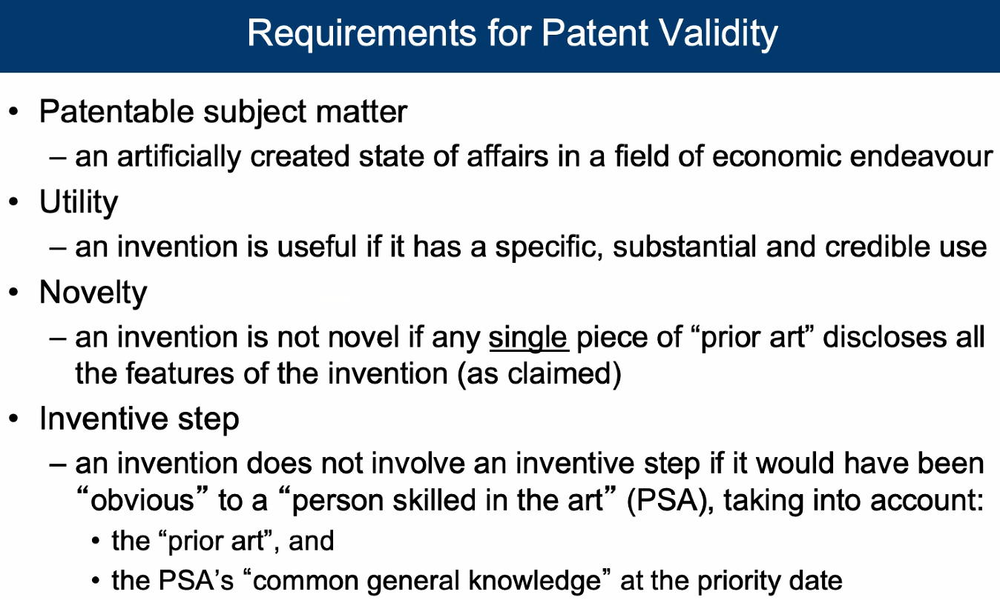 Requirements for Patent Validity
• Patentable subject matter
– an artificially created state of affairs in a field of economic endeavour
• Utility
– an invention is useful if it has a specific, substantial and credible use
• Novelty
– an invention is not novel if any single piece of “prior art” discloses all
the features of the invention (as claimed)
• Inventive step
– an invention does not involve an inventive step if it would have been
“obvious” to a “person skilled in the art” (PSA), taking into account:
• the “prior art”, and
• the PSA’s “common general knowledge” at the priority date